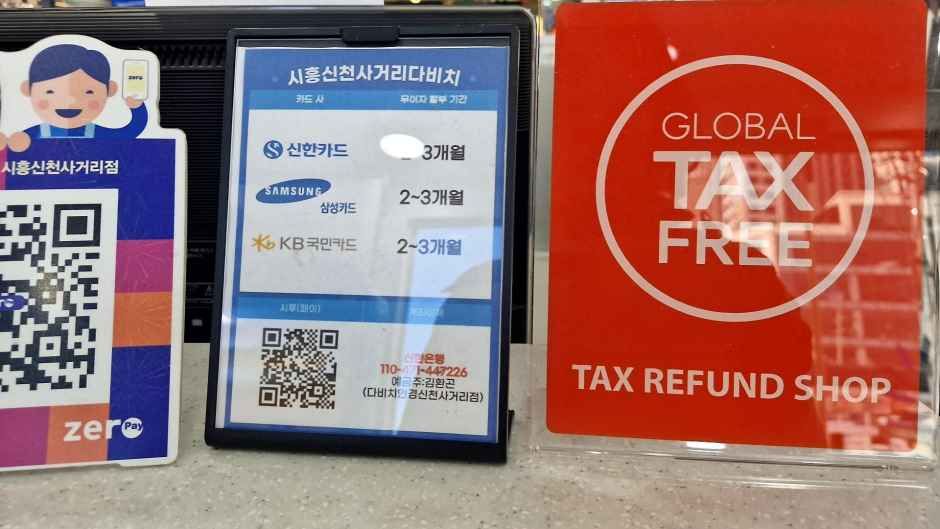 zero
시흥신천사거리점
zero Pay
시흥신천사거리다비치
카드 사
무이자 할부 기간
신한카드
3개월
SAMSUNG
삼성카드
2~3개월
KB국민카드
2~3개월
시루(페이)
신한은행
예금주:김환곤
(다비치안경신천사거리점)
GLOBAL
TAX
FREE
TAX REFUND SHOP